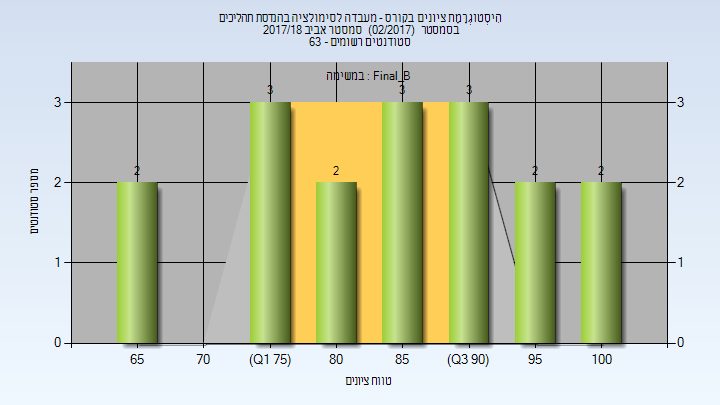 היסטוגרמת ציונים בקורס - מעבדה לסימולציה בהנדסת תהליכים
בסמסטר (02/2017) סמסטר אביב 2017/18
סטודנטים רשומים - 63
במשימה : Final_B
3 3 3
3 3
2 2 2 2
2 2
1 1
0 0
מספר סטודנטים
65 70 (Q1 75) 80 85 (Q3 90) 95 100
טווח ציונים